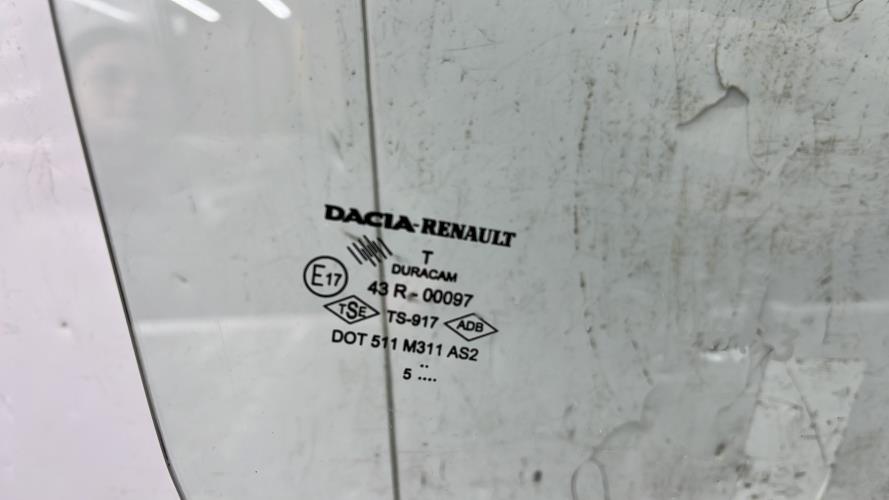 DACIA-RENAULT
T
DURACAM
E17 43 R - 00097
TSE TS-917 ADB
DOT 511 M311 AS2
..
5 ....